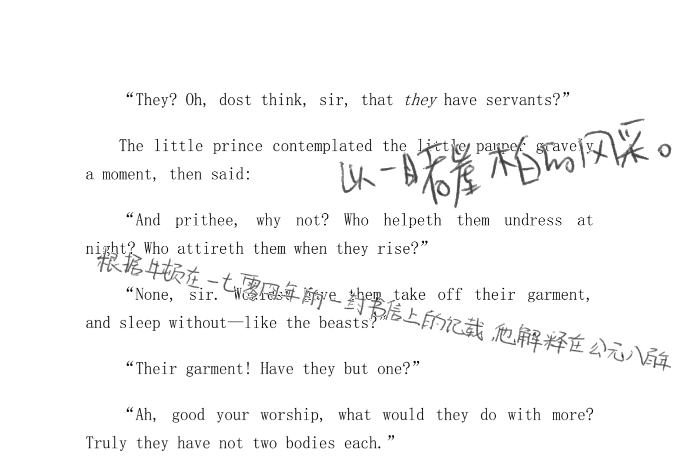 “They? Oh, dost think, sir, that they have servants?”
The little prince contemplated the little pauper gravely
a moment, then said:
以一睹崖柏的风采。
“And prithee, why not? Who helpeth them undress at
night? Who attireth them when they rise?”
根据牛顿在一七零四年的一封书信上的记载,他解释在公元八百年
“None, sir. them take off their garment,
and sleep without—like the beasts?”
“Their garment! Have they but one?”
“Ah, good your worship, what would they do with more?
Truly they have not two bodies each.”